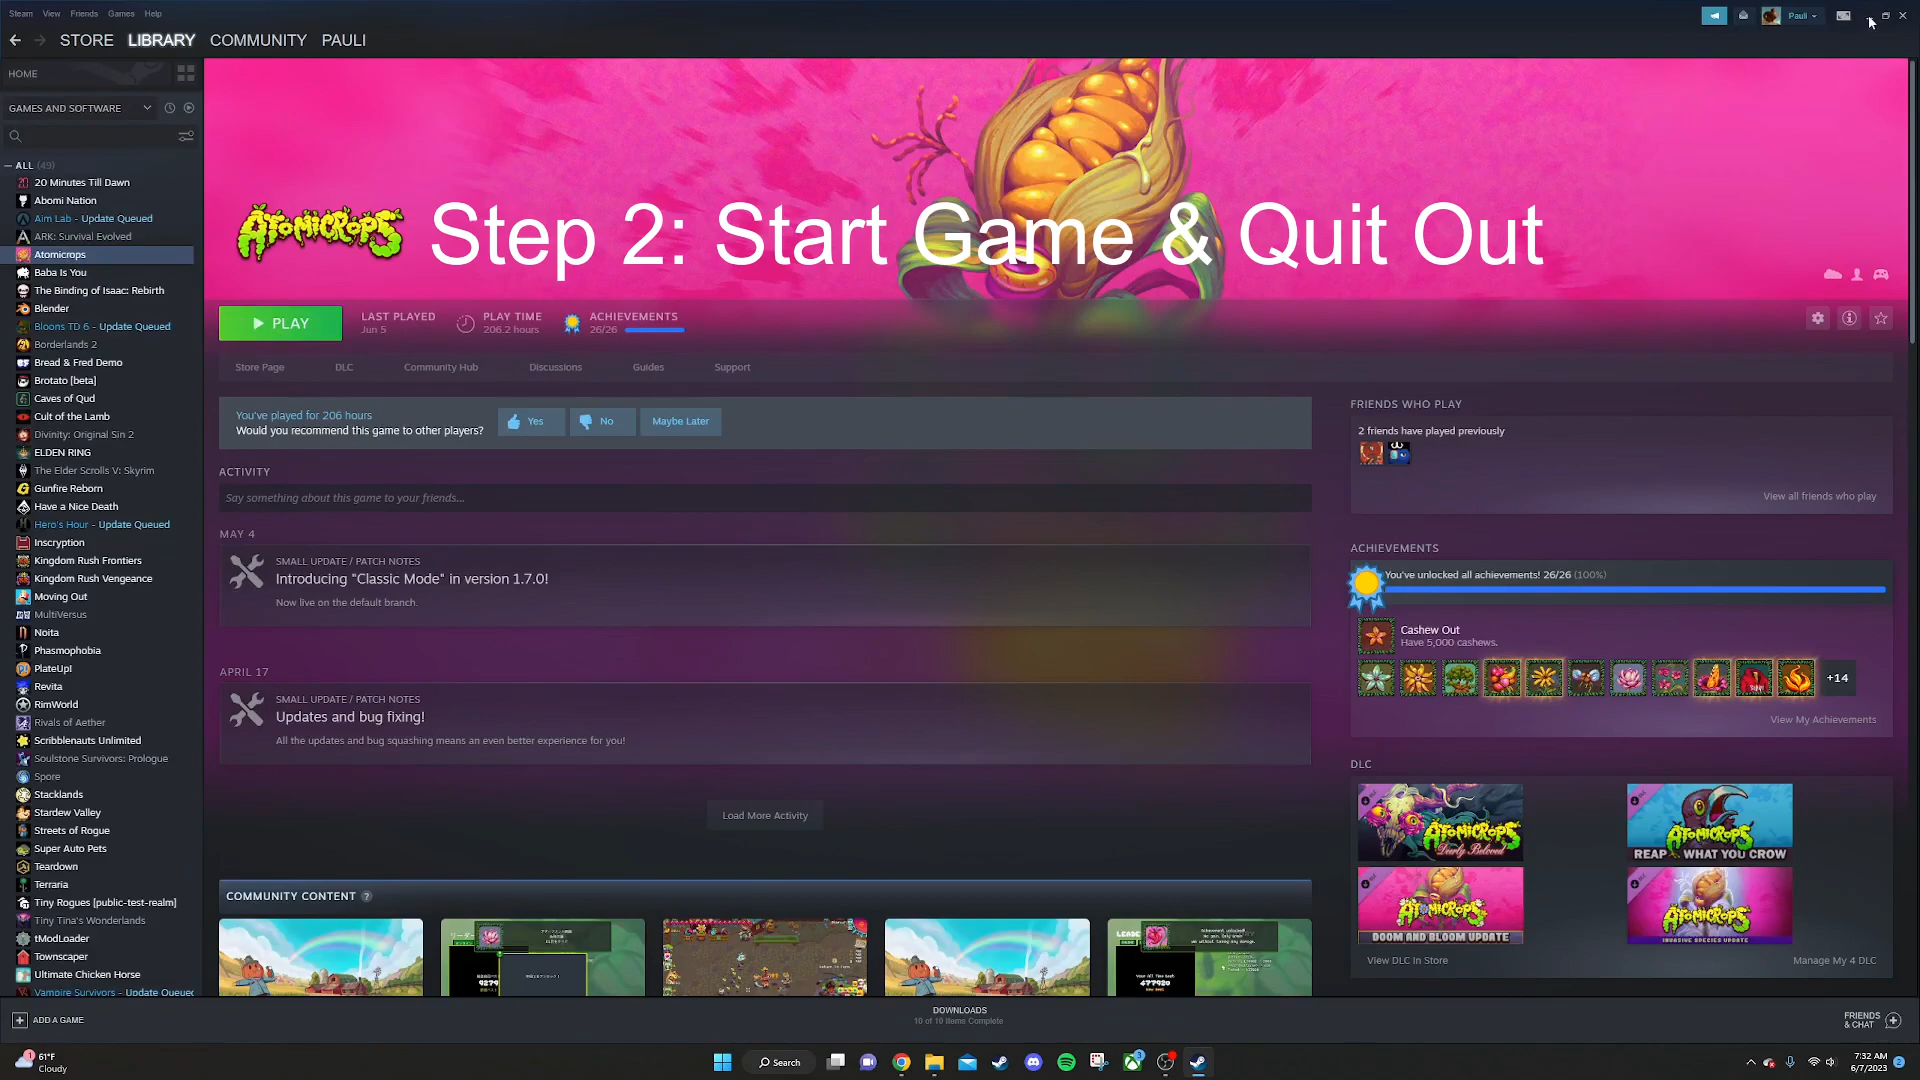 Steam View Friends Games Help
Pauli
STORE LIBRARY COMMUNITY PAULI
HOME
GAMES AND SOFTWARE
ALL (49)
20 Minutes Till Dawn
Abomi Nation
Aim Lab - Update Queued
ARK: Survival Evolved
Atomicrops
Baba Is You
The Binding of Isaac: Rebirth
Blender
Bloons TD 6 - Update Queued
Borderlands 2
Bread & Fred Demo
Brotato [beta]
Caves of Qud
Cult of the Lamb
Divinity: Original Sin 2
ELDEN RING
The Elder Scrolls V: Skyrim
Gunfire Reborn
Have a Nice Death
Hero's Hour - Update Queued
Inscryption
Kingdom Rush Frontiers
Kingdom Rush Vengeance
Moving Out
MultiVersus
Noita
Phasmophobia
PlateUp!
Revita
RimWorld
Rivals of Aether
Scribblenauts Unlimited
Soulstone Survivors: Prologue
Spore
Stacklands
Stardew Valley
Streets of Rogue
Super Auto Pets
Teardown
Terraria
Tiny Rogues [public-test-realm]
Tiny Tina's Wonderlands
tModLoader
Townscaper
Ultimate Chicken Horse
Vampire Survivors - Update Queued
ATOMICROPS
Step 2: Start Game & Quit Out
PLAY
LAST PLAYED
Jun 5
PLAY TIME
206.2 hours
ACHIEVEMENTS
26/26
Store Page DLC Community Hub Discussions Guides Support
You've played for 206 hours
Would you recommend this game to other players?
Yes No Maybe Later
ACTIVITY
Say something about this game to your friends...
MAY 4
SMALL UPDATE / PATCH NOTES
Introducing "Classic Mode" in version 1.7.0!
Now live on the default branch.
APRIL 17
SMALL UPDATE / PATCH NOTES
Updates and bug fixing!
All the updates and bug squashing means an even better experience for you!
Load More Activity
COMMUNITY CONTENT ?
477920
FRIENDS WHO PLAY
2 friends have played previously
View all friends who play
ACHIEVEMENTS
You've unlocked all achievements! 26/26 (100%)
Cashew Out
Have 5,000 cashews.
+14
View My Achievements
DLC
ATOMICROPS
Deerly Beloved
ATOMICROPS
REAP WHAT YOU CROW
ATOMICROPS
DOOM AND BLOOM UPDATE
ATOMICROPS
INVASIVE SPECIES UPDATE
View DLC In Store
Manage My 4 DLC
ADD A GAME
DOWNLOADS
10 of 10 Items Complete
FRIENDS
& CHAT
1
61°F
Cloudy
Search
3
7:32 AM
6/7/2023
2